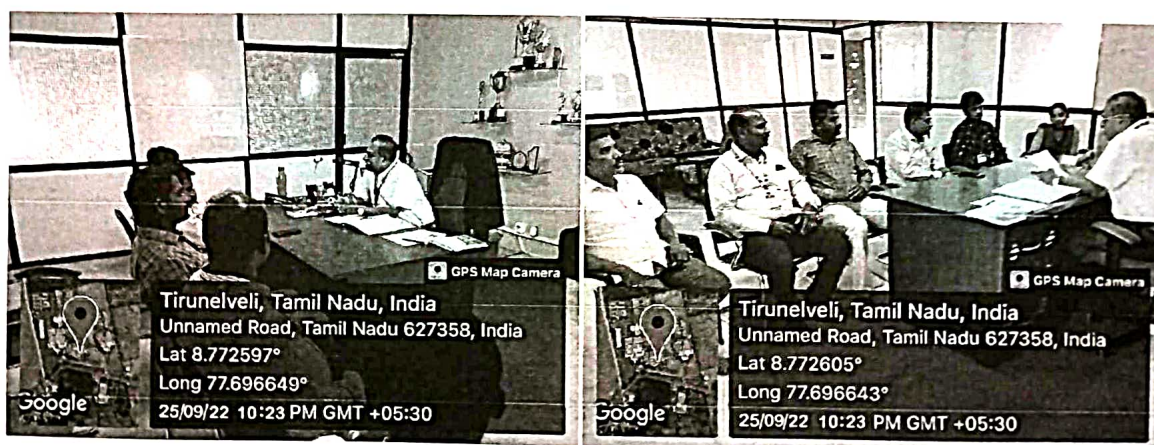 GPS Map Camera
Tirunelveli, Tamil Nadu, India
Unnamed Road, Tamil Nadu 627358, India
Lat 8.772597°
Long 77.696649°
25/09/22 10:23 PM GMT +05:30
Google
GPS Map Camera
Tirunelveli, Tamil Nadu, India
Unnamed Road, Tamil Nadu 627358, India
Lat 8.772605°
Long 77.696643°
25/09/22 10:23 PM GMT +05:30
Google